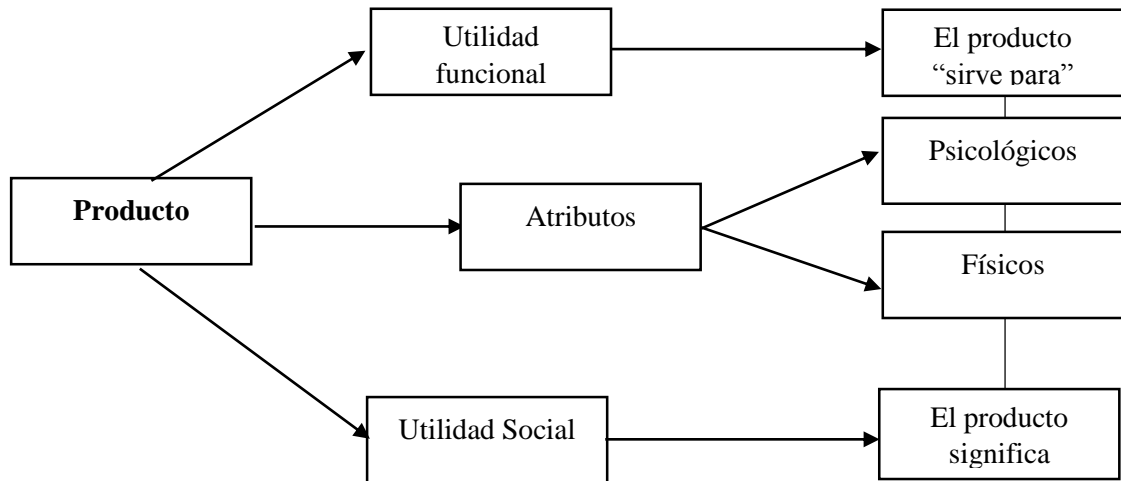 Utilidad
funcional
El producto
“sirve para”
Psicológicos
Producto
Atributos
Físicos
Utilidad Social
El producto
significa